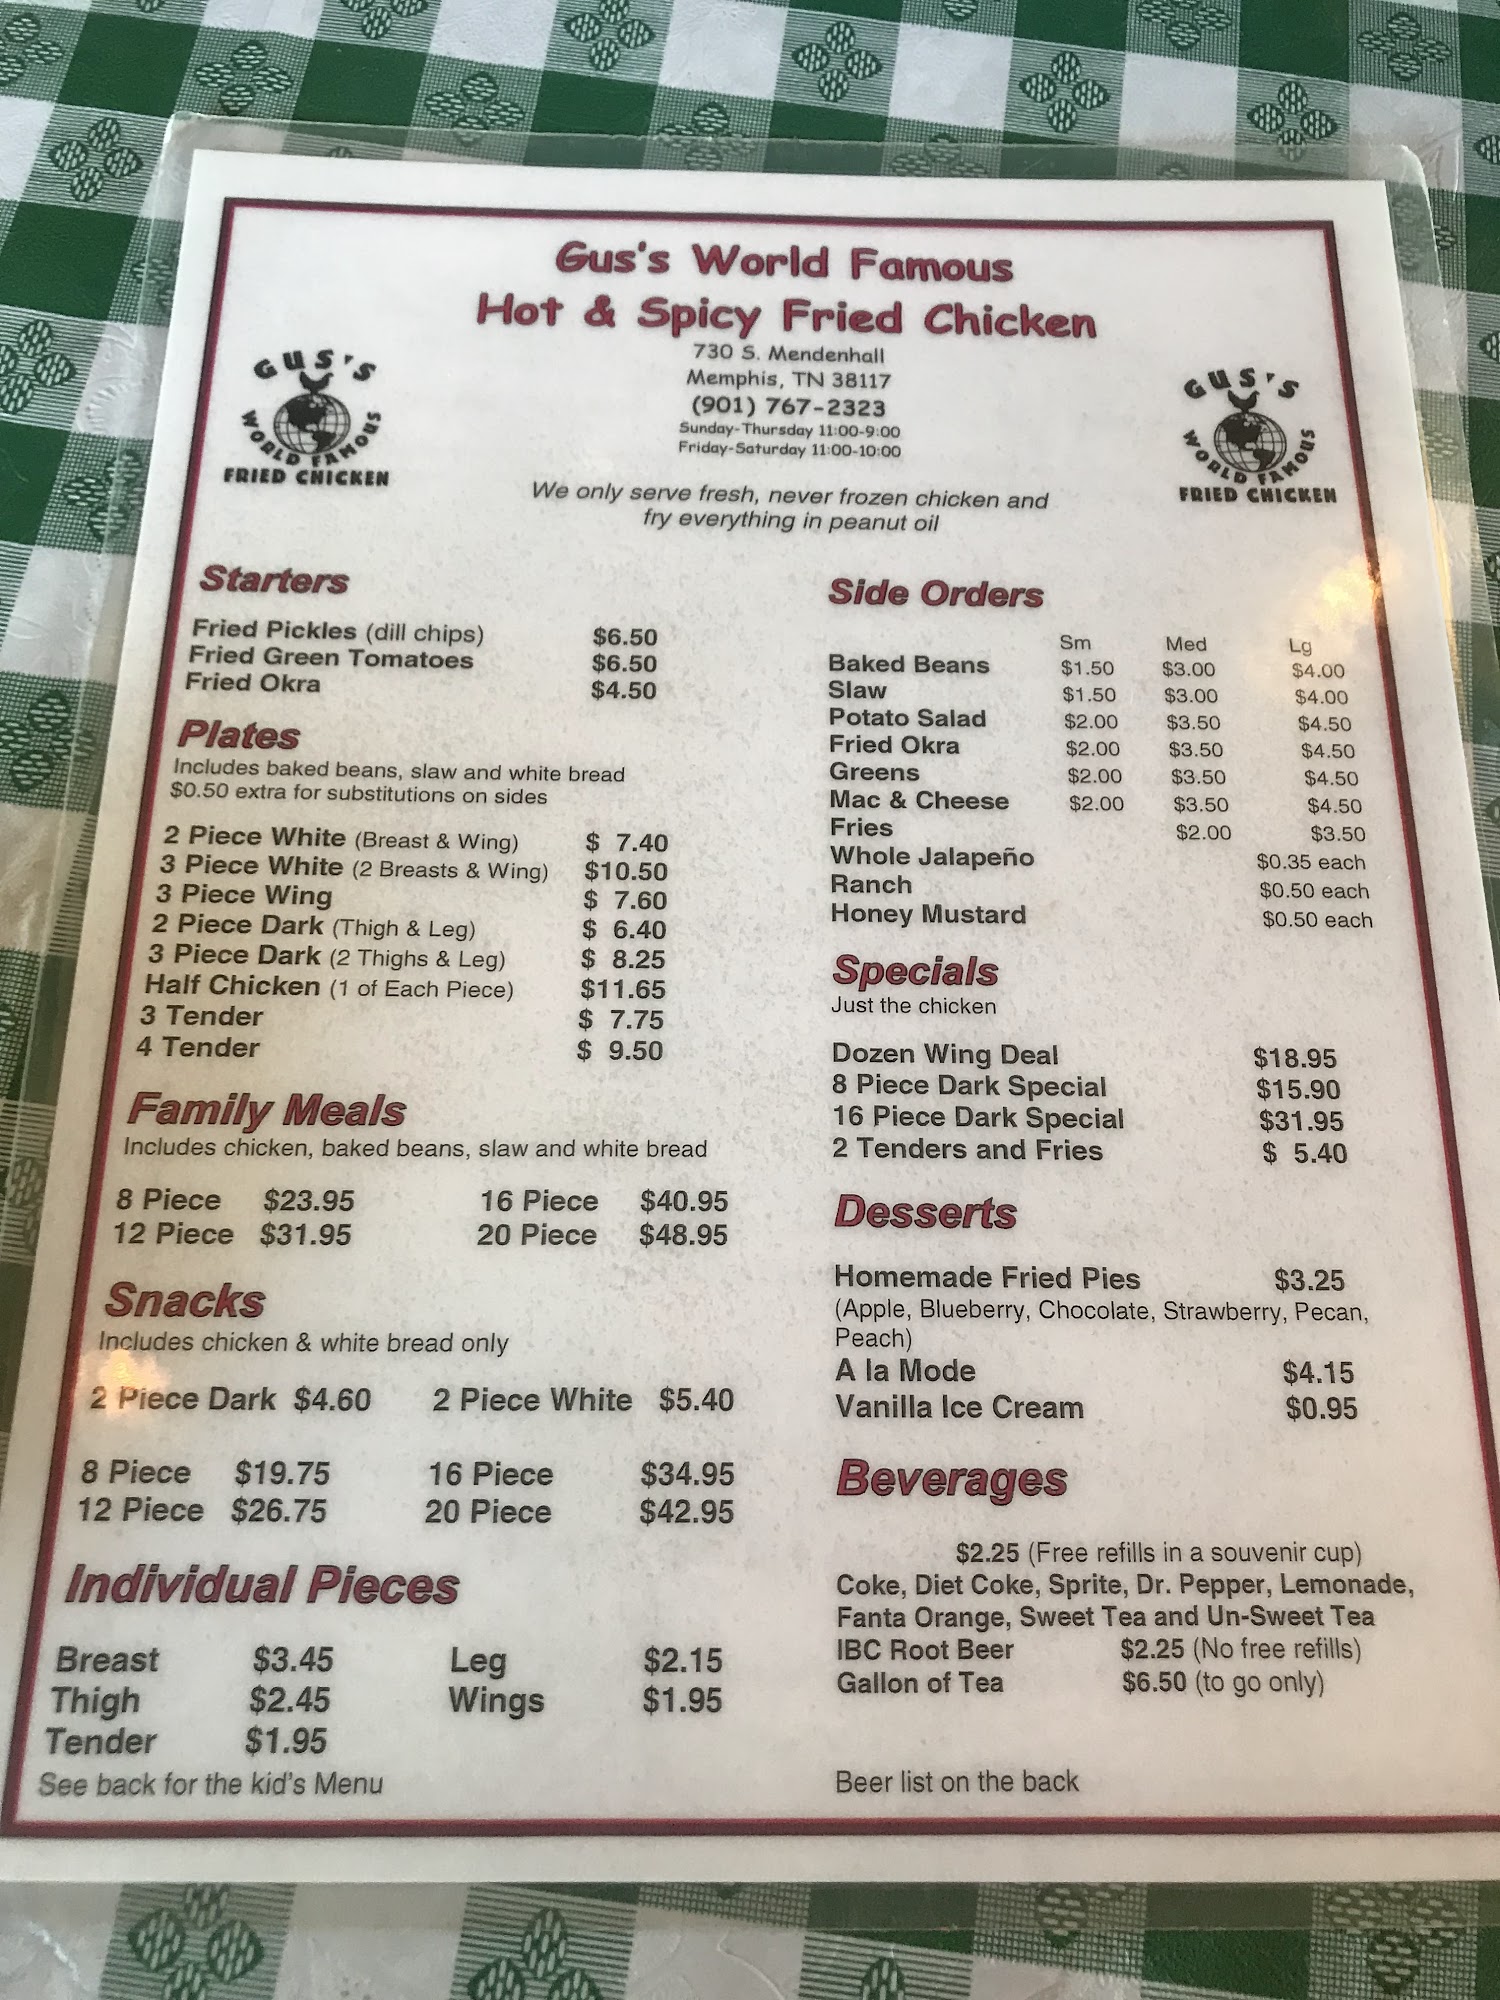 Gus's World Famous
Hot & Spicy Fried Chicken
730 S. Mendenhall
Memphis, TN 38117
(901) 767-2323
Sunday-Thursday 11:00-9:00
Friday-Saturday 11:00-10:00
GUS'S
WORLD FAMOUS
FRIED CHICKEN
GUS'S
WORLD FAMOUS
FRIED CHICKEN
We only serve fresh, never frozen chicken and
fry everything in peanut oil
Starters
Fried Pickles (dill chips) $6.50
Fried Green Tomatoes $6.50
Fried Okra $4.50
Plates
Includes baked beans, slaw and white bread
$0.50 extra for substitutions on sides
2 Piece White (Breast & Wing) $ 7.40
3 Piece White (2 Breasts & Wing) $10.50
3 Piece Wing $ 7.60
2 Piece Dark (Thigh & Leg) $ 6.40
3 Piece Dark (2 Thighs & Leg) $ 8.25
Half Chicken (1 of Each Piece) $11.65
3 Tender $ 7.75
4 Tender $ 9.50
Family Meals
Includes chicken, baked beans, slaw and white bread
8 Piece $23.95 16 Piece $40.95
12 Piece $31.95 20 Piece $48.95
Snacks
Includes chicken & white bread only
2 Piece Dark $4.60 2 Piece White $5.40
8 Piece $19.75 16 Piece $34.95
12 Piece $26.75 20 Piece $42.95
Individual Pieces
Breast $3.45 Leg $2.15
Thigh $2.45 Wings $1.95
Tender $1.95
See back for the kid's Menu
Side Orders
Sm Med Lg
Baked Beans $1.50 $3.00 $4.00
Slaw $1.50 $3.00 $4.00
Potato Salad $2.00 $3.50 $4.50
Fried Okra $2.00 $3.50 $4.50
Greens $2.00 $3.50 $4.50
Mac & Cheese $2.00 $3.50 $4.50
Fries $2.00 $3.50
Whole Jalapeño $0.35 each
Ranch $0.50 each
Honey Mustard $0.50 each
Specials
Just the chicken
Dozen Wing Deal $18.95
8 Piece Dark Special $15.90
16 Piece Dark Special $31.95
2 Tenders and Fries $ 5.40
Desserts
Homemade Fried Pies $3.25
(Apple, Blueberry, Chocolate, Strawberry, Pecan,
Peach)
A la Mode $4.15
Vanilla Ice Cream $0.95
Beverages
$2.25 (Free refills in a souvenir cup)
Coke, Diet Coke, Sprite, Dr. Pepper, Lemonade,
Fanta Orange, Sweet Tea and Un-Sweet Tea
IBC Root Beer $2.25 (No free refills)
Gallon of Tea $6.50 (to go only)
Beer list on the back